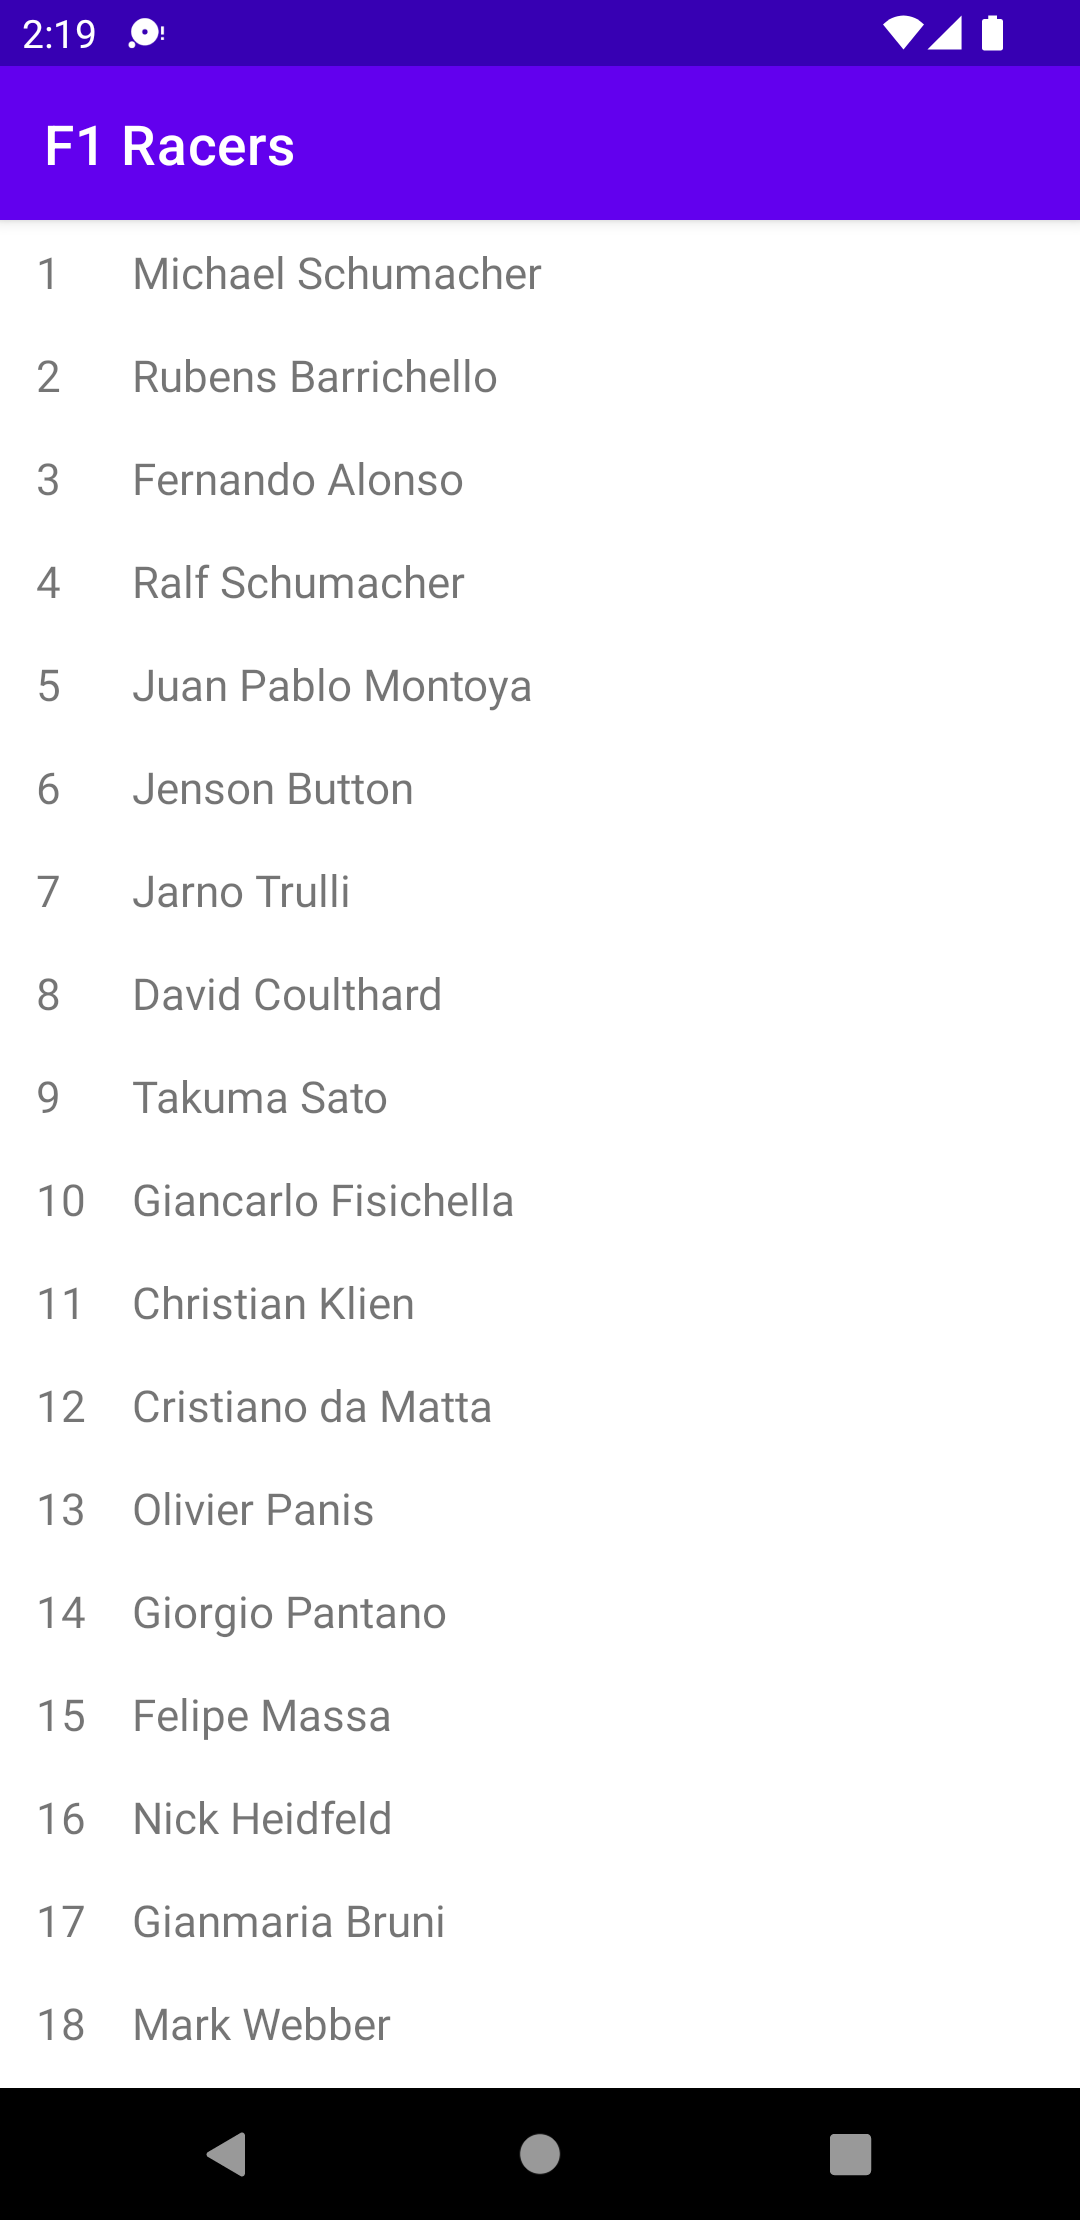 2:19
F1 Racers
1 Michael Schumacher
2 Rubens Barrichello
3 Fernando Alonso
4 Ralf Schumacher
5 Juan Pablo Montoya
6 Jenson Button
7 Jarno Trulli
8 David Coulthard
9 Takuma Sato
10 Giancarlo Fisichella
11 Christian Klien
12 Cristiano da Matta
13 Olivier Panis
14 Giorgio Pantano
15 Felipe Massa
16 Nick Heidfeld
17 Gianmaria Bruni
18 Mark Webber